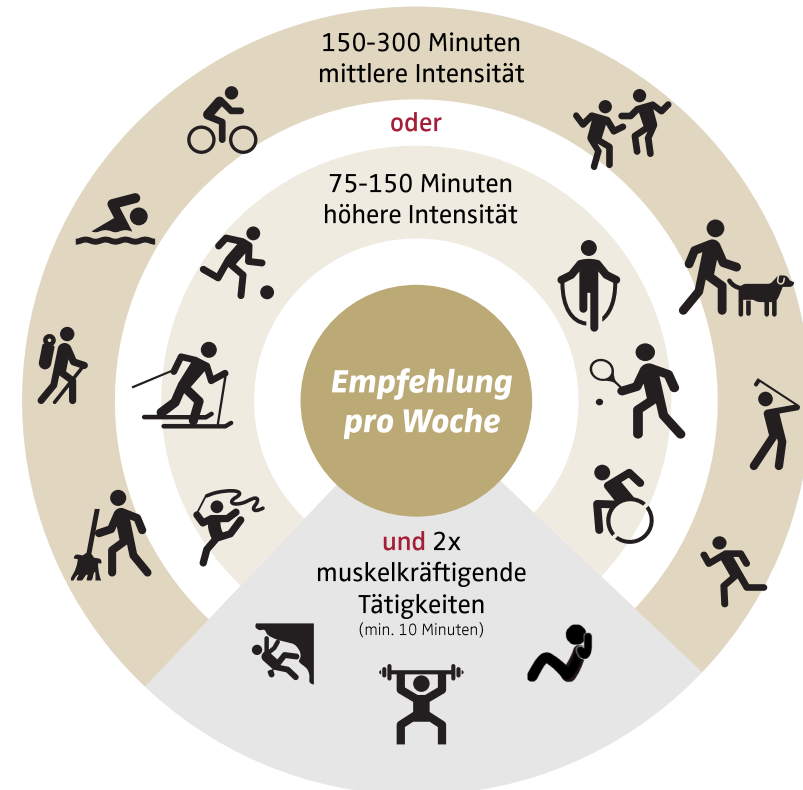 150-300 Minuten
mittlere Intensität
oder
75-150 Minuten
höhere Intensität
Empfehlung
pro Woche
und 2x
muskelkräftigende
Tätigkeiten
(min. 10 Minuten)